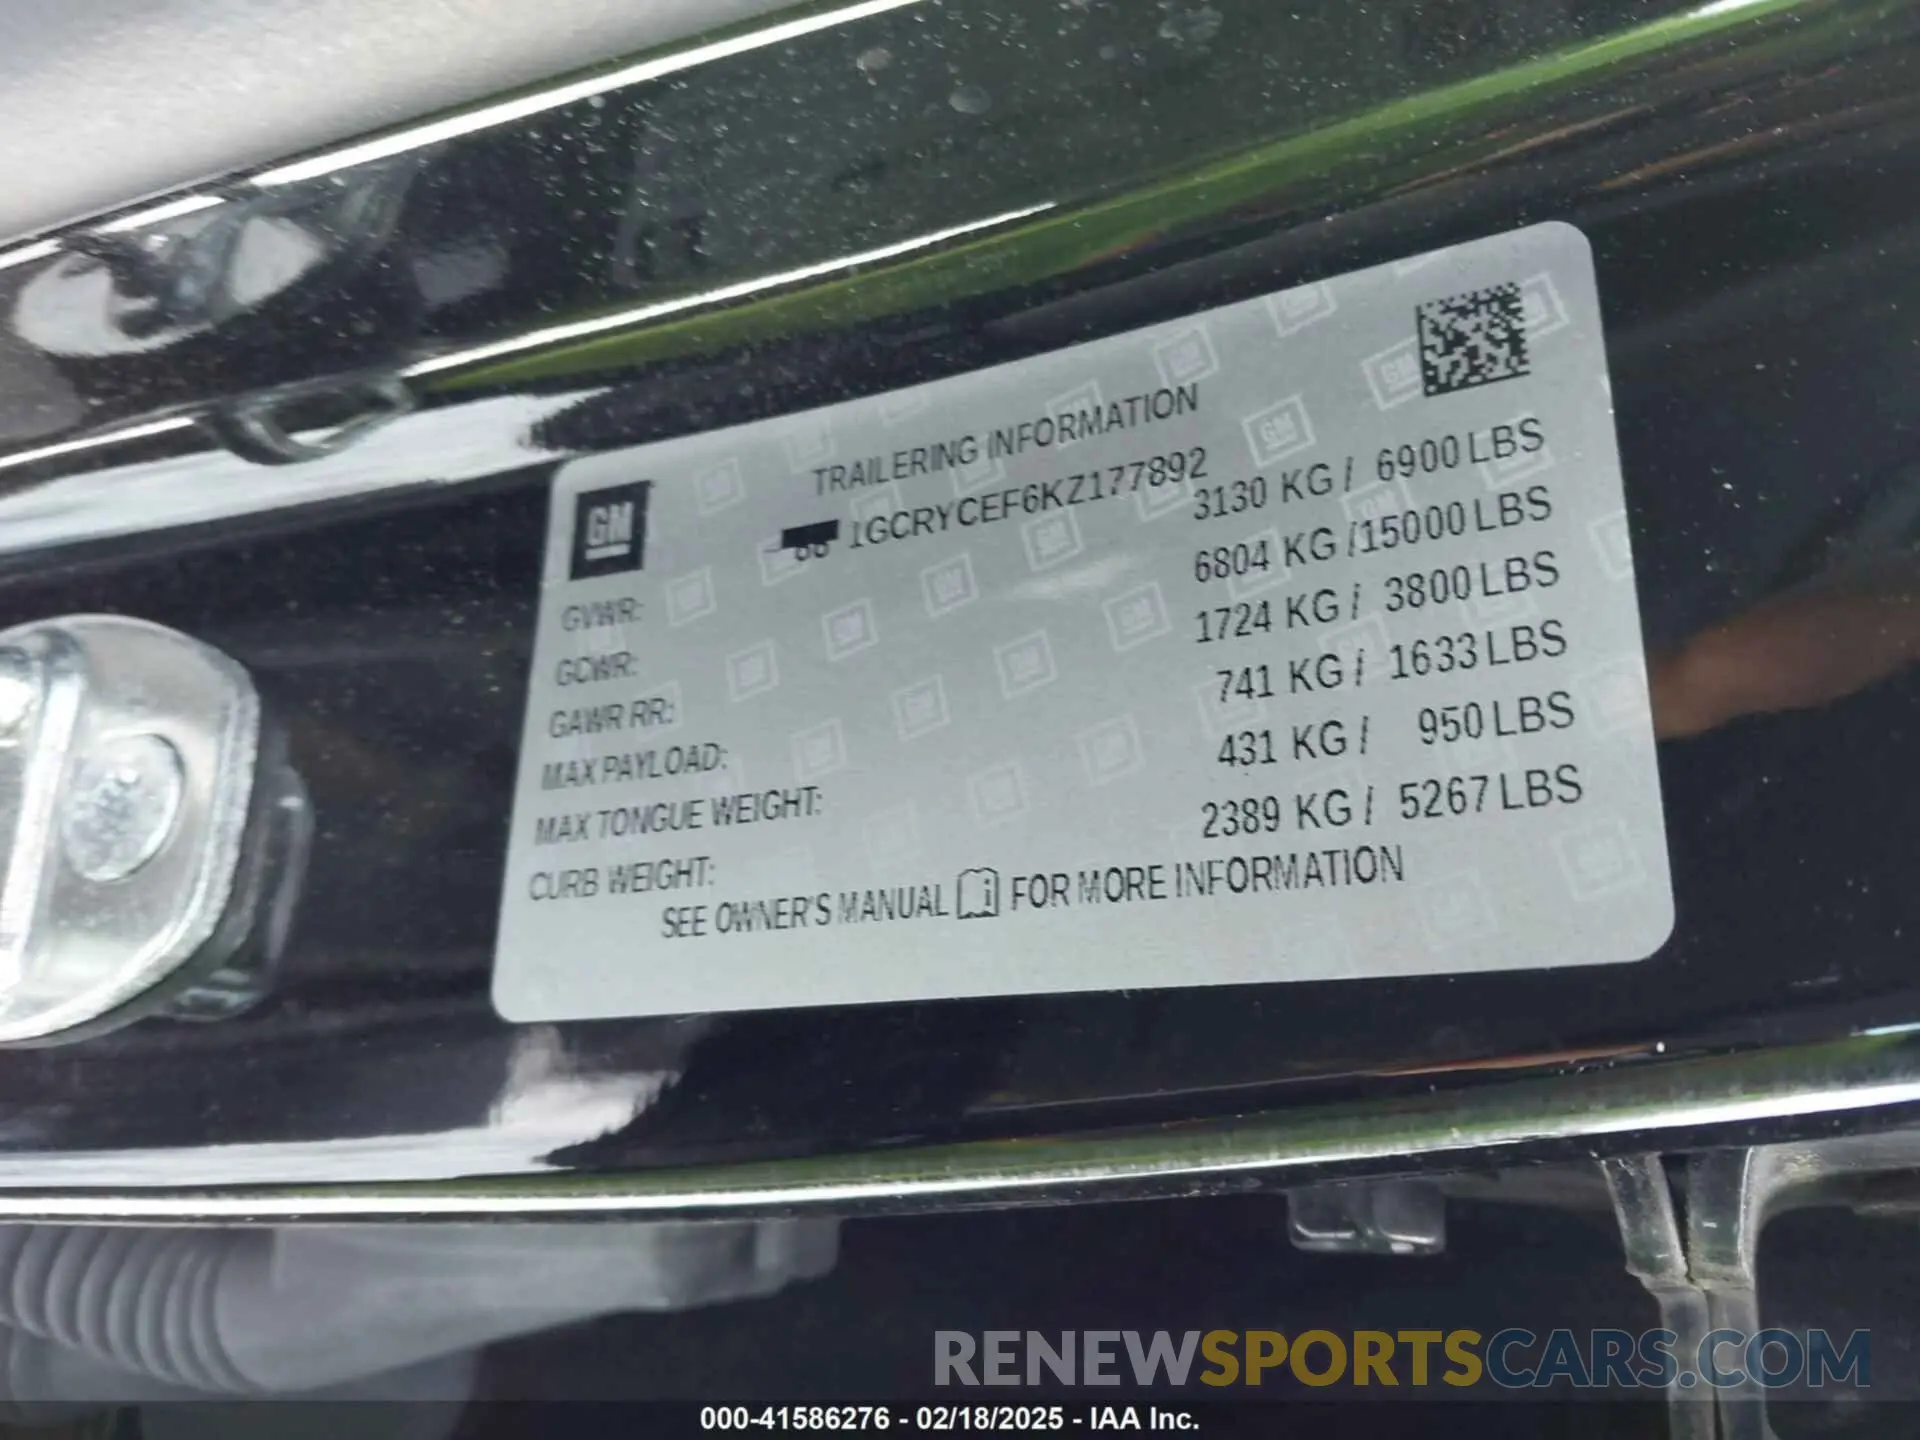 GM
TRAILERING INFORMATION
1GCRYCEF6KZ177892
GVWR: 3130 KG / 6900 LBS
GCWR: 6804 KG /15000 LBS
GAWR RR: 1724 KG / 3800 LBS
MAX PAYLOAD: 741 KG / 1633 LBS
MAX TONGUE WEIGHT: 431 KG / 950 LBS
CURB WEIGHT: 2389 KG / 5267 LBS
SEE OWNER'S MANUAL i FOR MORE INFORMATION
RENEWSPORTSCARS.COM
000-41586276 - 02/18/2025 - IAA Inc.